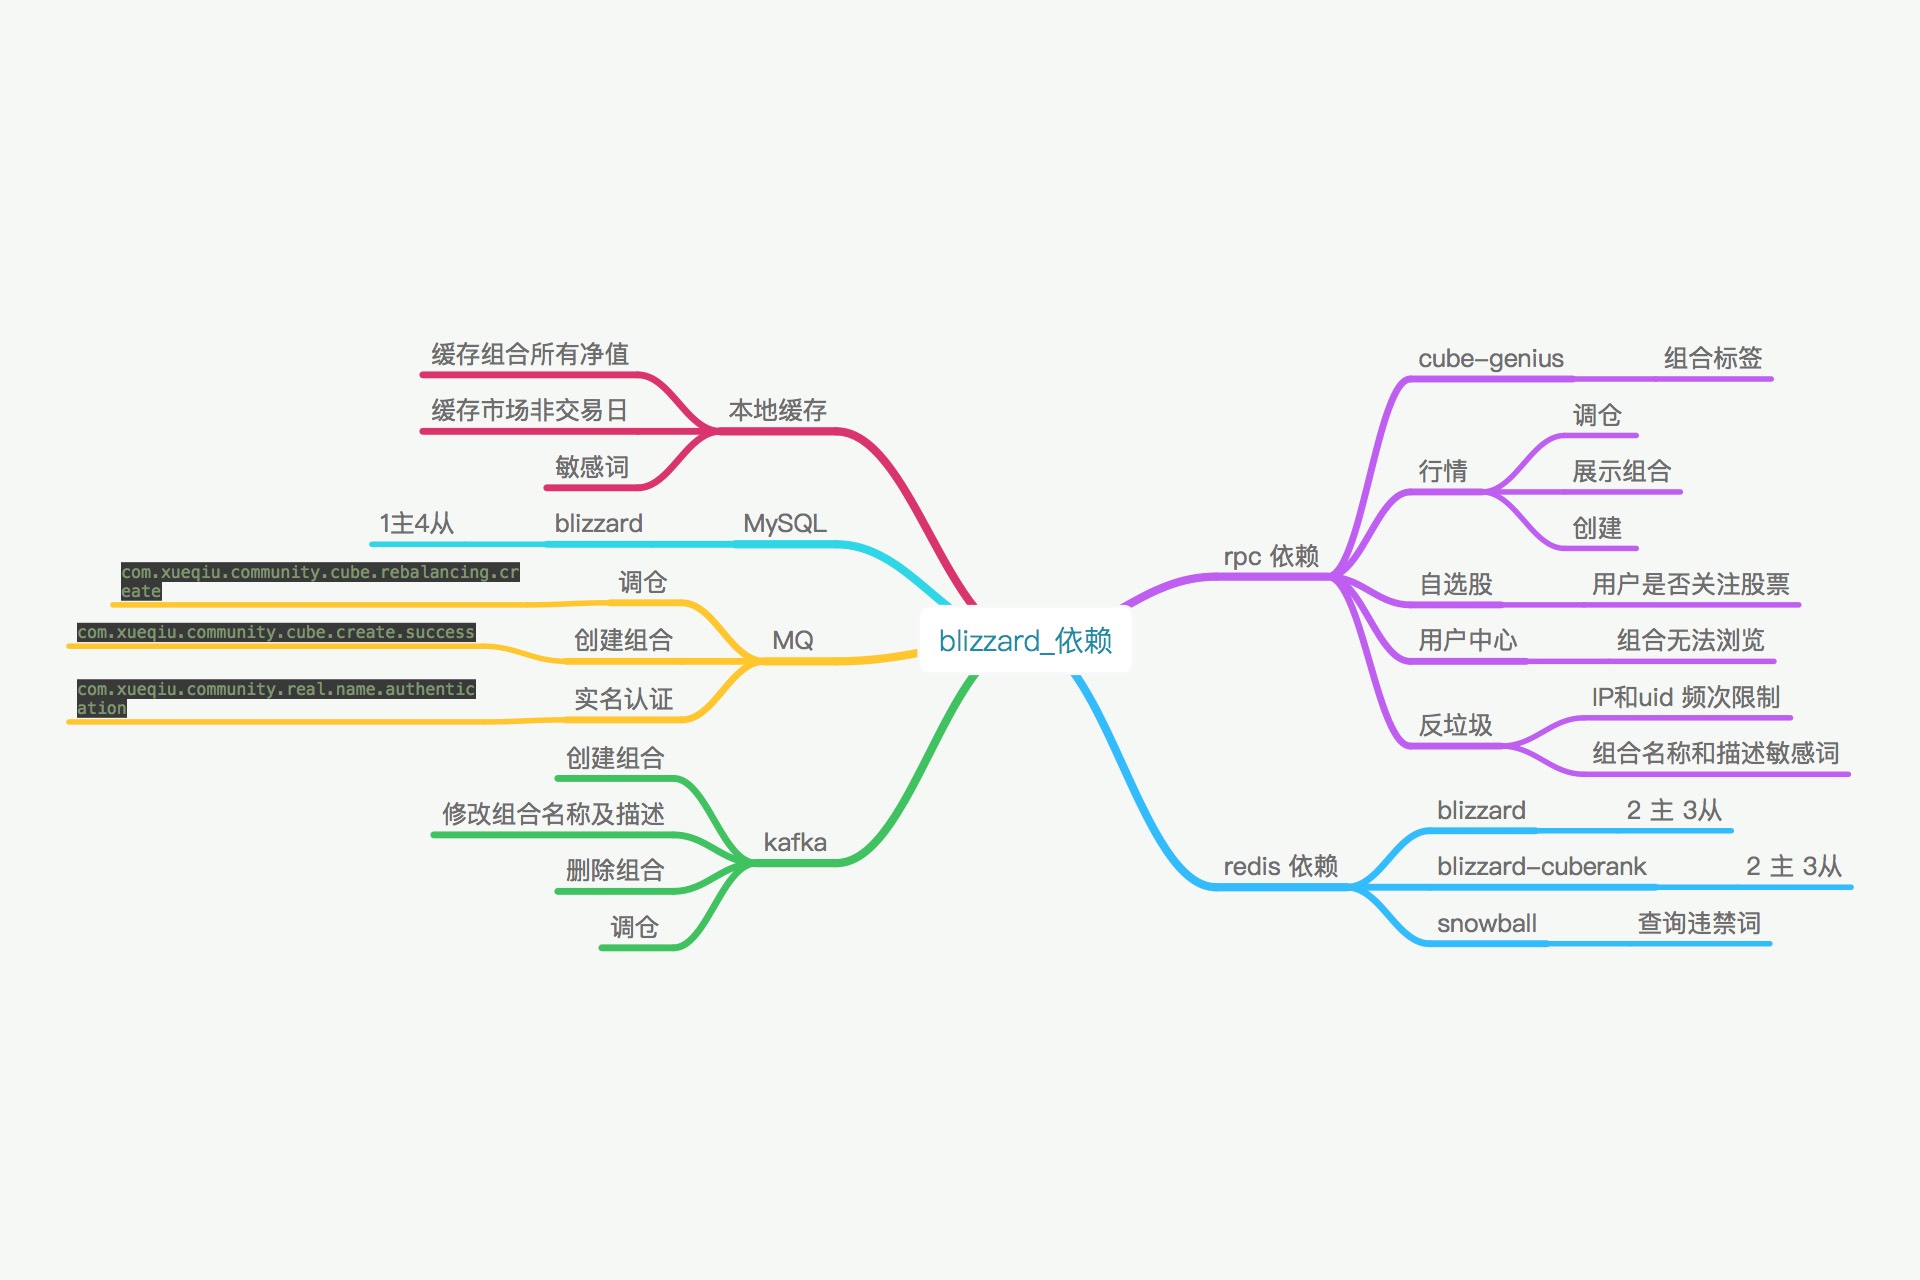 blizzard_依赖
本地缓存
缓存组合所有净值
缓存市场非交易日
敏感词
MySQL
blizzard
1主4从
MQ
调仓
com.xueqiu.community.cube.rebalancing.cr
eate
创建组合
com.xueqiu.community.cube.create.success
实名认证
com.xueqiu.community.real.name.authentic
ation
kafka
创建组合
修改组合名称及描述
删除组合
调仓
rpc 依赖
cube-genius
组合标签
行情
调仓
展示组合
创建
自选股
用户是否关注股票
用户中心
组合无法浏览
反垃圾
IP和uid 频次限制
组合名称和描述敏感词
redis 依赖
blizzard
2 主 3从
blizzard-cuberank
2 主 3从
snowball
查询违禁词